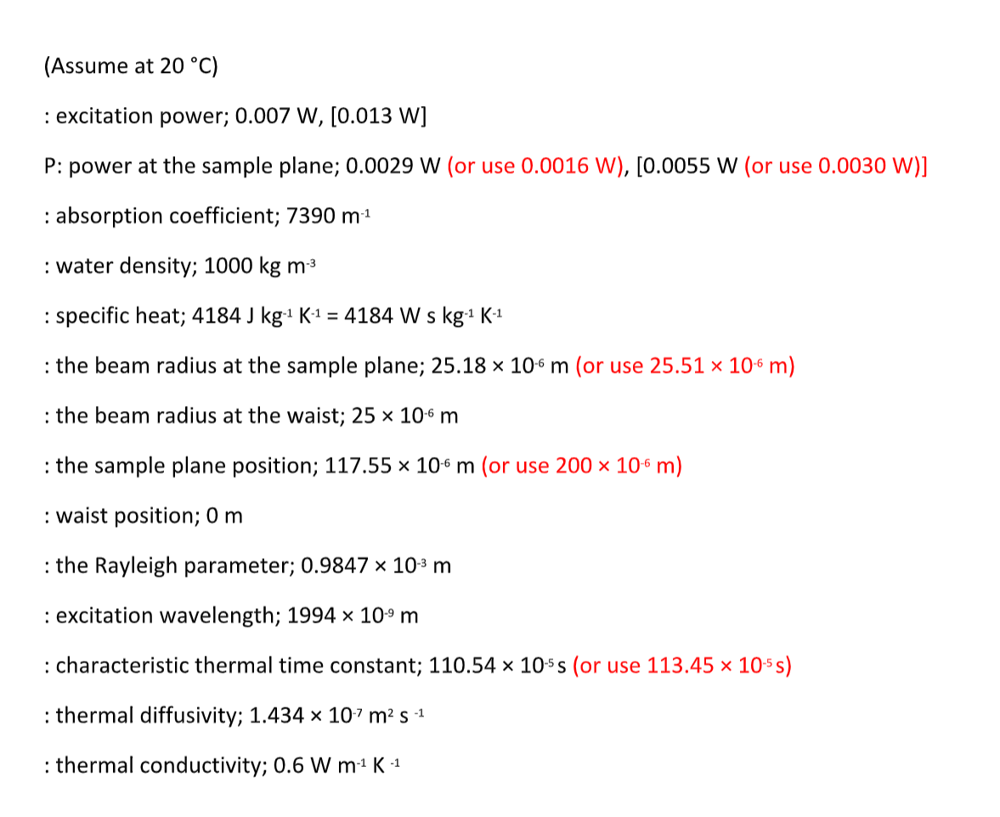 (Assume at 20 °C)
: excitation power; 0.007 W, [0.013 W]
P: power at the sample plane; 0.0029 W (or use 0.0016 W), [0.0055 W (or use 0.0030 W)]
: absorption coefficient; 7390 m⁻¹
: water density; 1000 kg m⁻³
: specific heat; 4184 J kg⁻¹ K⁻¹ = 4184 W s kg⁻¹ K⁻¹
: the beam radius at the sample plane; 25.18 × 10⁻⁶ m (or use 25.51 × 10⁻⁶ m)
: the beam radius at the waist; 25 × 10⁻⁶ m
: the sample plane position; 117.55 × 10⁻⁶ m (or use 200 × 10⁻⁶ m)
: waist position; 0 m
: the Rayleigh parameter; 0.9847 × 10⁻³ m
: excitation wavelength; 1994 × 10⁻⁹ m
: characteristic thermal time constant; 110.54 × 10⁻⁵ s (or use 113.45 × 10⁻⁵ s)
: thermal diffusivity; 1.434 × 10⁻⁷ m² s ⁻¹
: thermal conductivity; 0.6 W m⁻¹ K ⁻¹